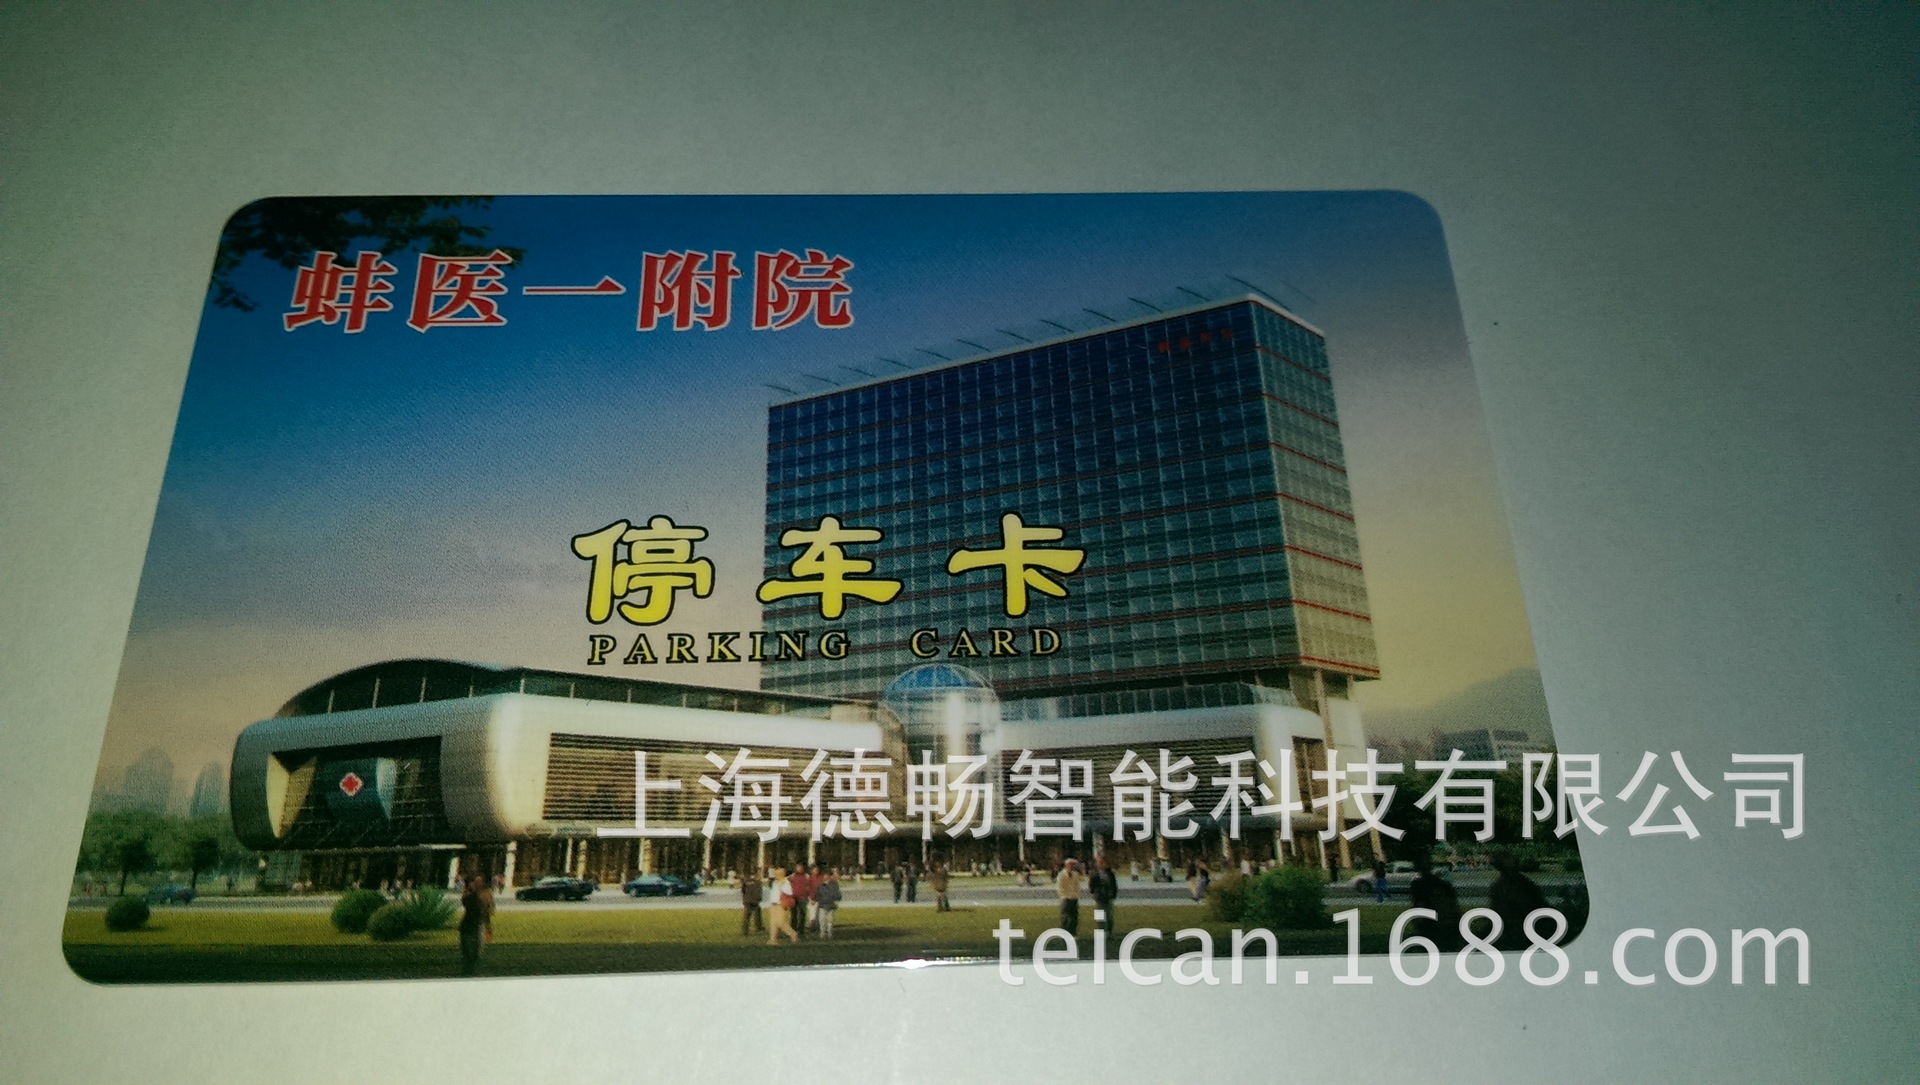 蚌医一附院
停车卡
PARKING CARD
上海德畅智能科技有限公司
teican.1688.com